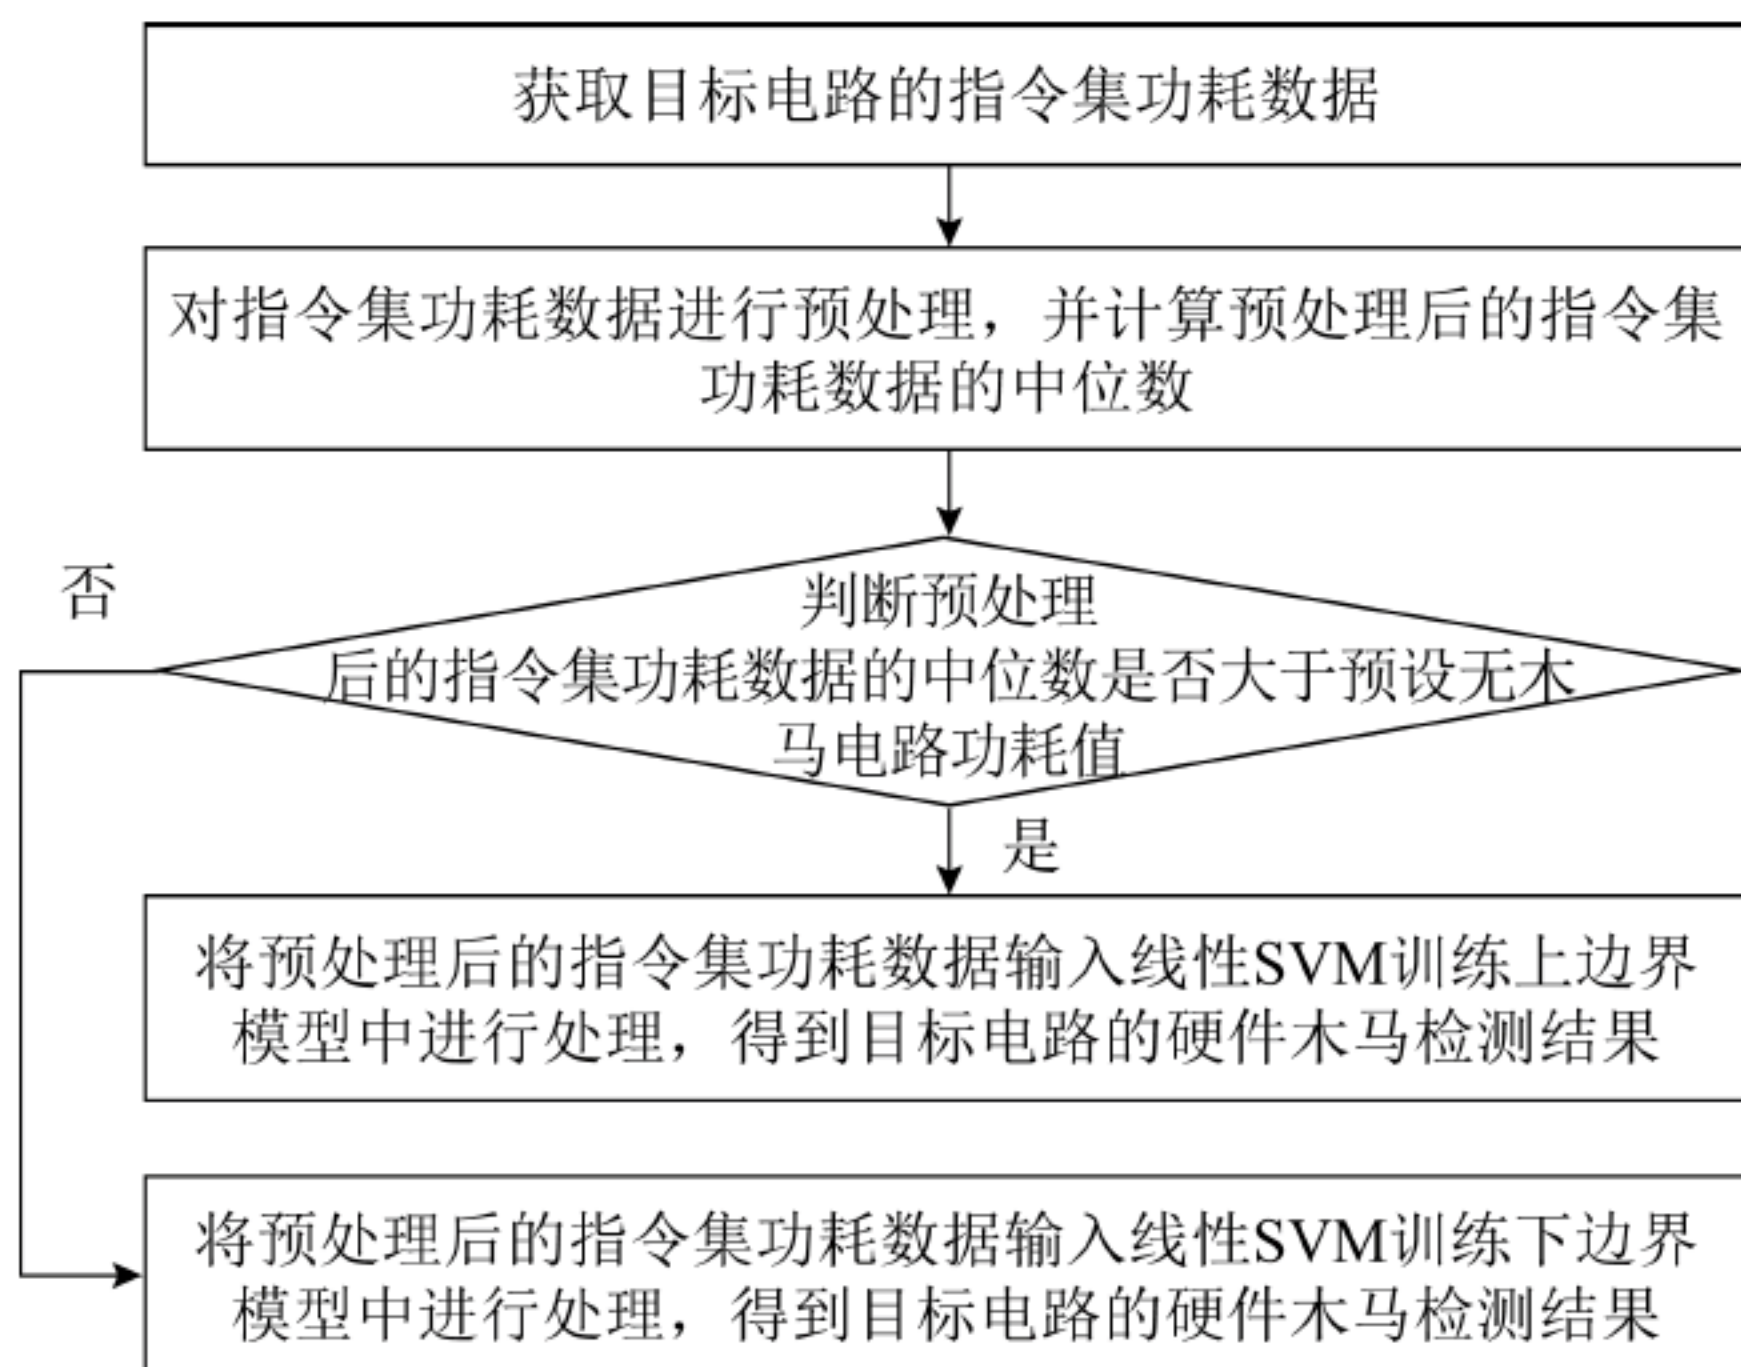 获取目标电路的指令集功耗数据
对指令集功耗数据进行预处理，并计算预处理后的指令集
功耗数据的中位数
否
判断预处理
后的指令集功耗数据的中位数是否大于预设无木
马电路功耗值
是
将预处理后的指令集功耗数据输入线性SVM训练上边界
模型中进行处理，得到目标电路的硬件木马检测结果
将预处理后的指令集功耗数据输入线性SVM训练下边界
模型中进行处理，得到目标电路的硬件木马检测结果